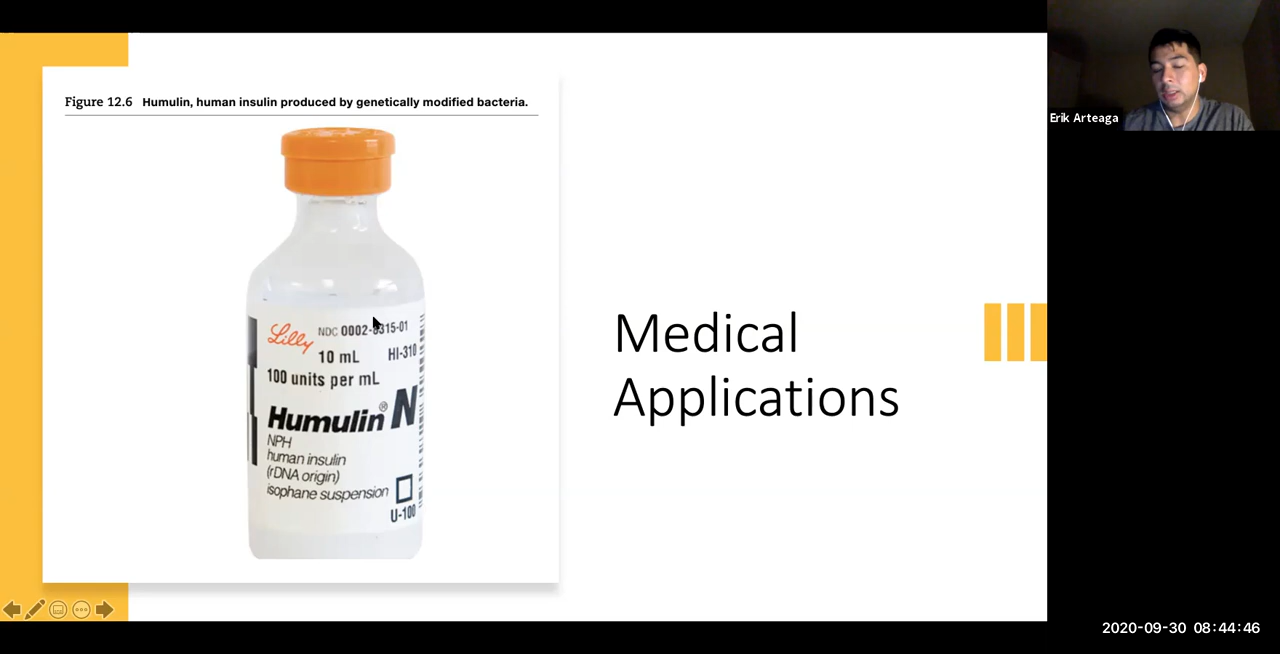 Figure 12.6 Humulin, human insulin produced by genetically modified bacteria.
Lilly
NDC 0002-8315-01
10 mL
HI-310
100 units per mL
Humulin® N
NPH
human insulin
(rDNA origin)
isophane suspension
U-100
Medical
Applications
Erik Arteaga
2020-09-30 08:44:46